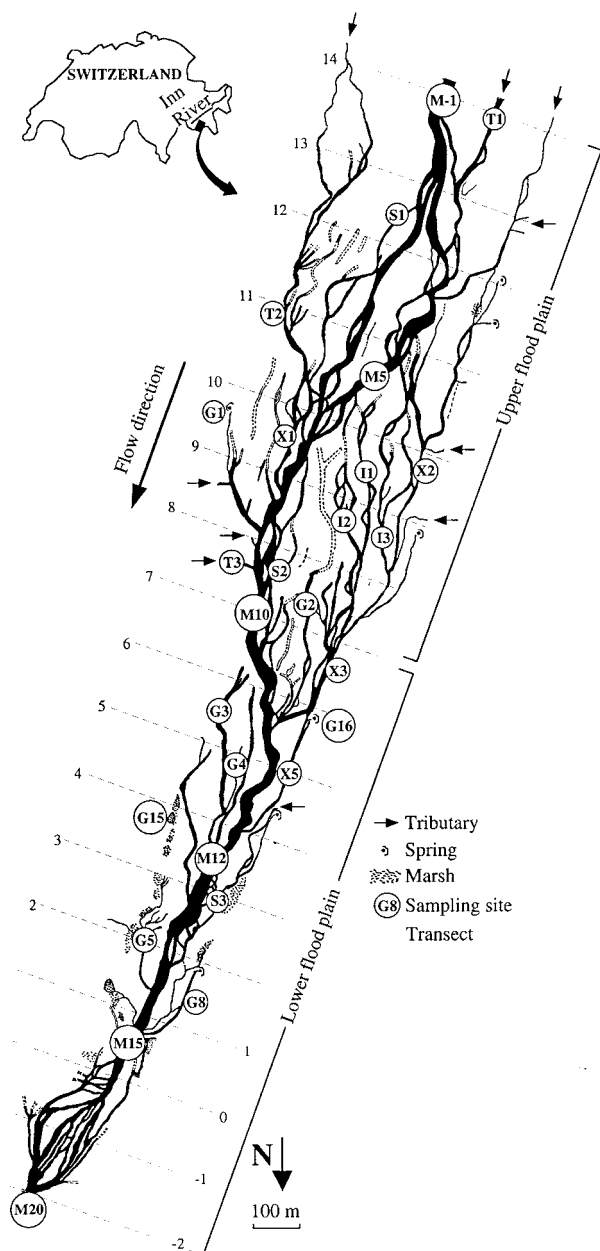 SWITZERLAND
Inn
River
14
M-1
T1
13
S1
12
11
T2
M5
10
G1
X1
9
I1
X2
8
I2
I3
T3
S2
7
M10
G2
6
X3
G3
G16
5
G4
X5
4
G15
M12
3
S3
2
G5
G8
M15
1
0
-1
M20
-2
Flow direction
Upper flood plain
Lower flood plain
Tributary
Spring
Marsh
G8 Sampling site
Transect
N
100 m